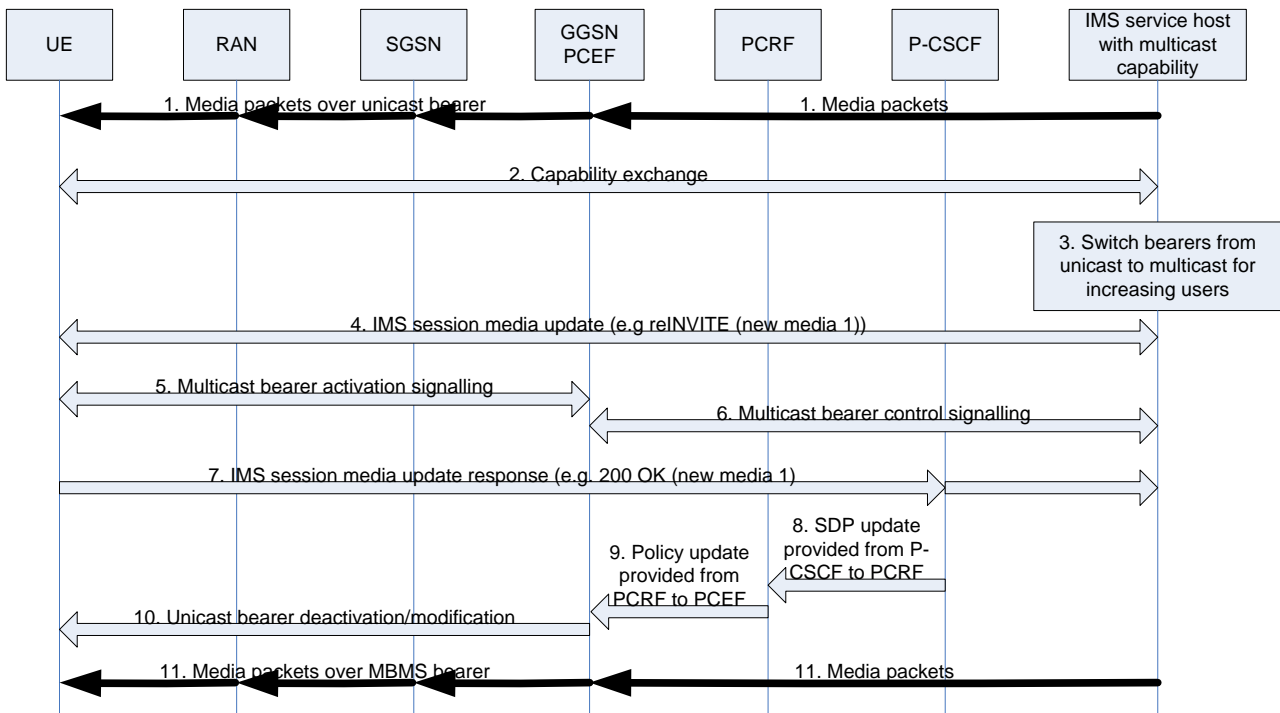 UE
RAN
SGSN
GGSN
PCEF
PCRF
P-CSCF
IMS service host
with multicast
capability
1. Media packets over unicast bearer
1. Media packets
2. Capability exchange
3. Switch bearers from
unicast to multicast for
increasing users
4. IMS session media update (e.g reINVITE (new media 1))
5. Multicast bearer activation signalling
6. Multicast bearer control signalling
7. IMS session media update response (e.g. 200 OK (new media 1)
8. SDP update
provided from P-
CSCF to PCRF
9. Policy update
provided from
PCRF to PCEF
10. Unicast bearer deactivation/modification
11. Media packets over MBMS bearer
11. Media packets